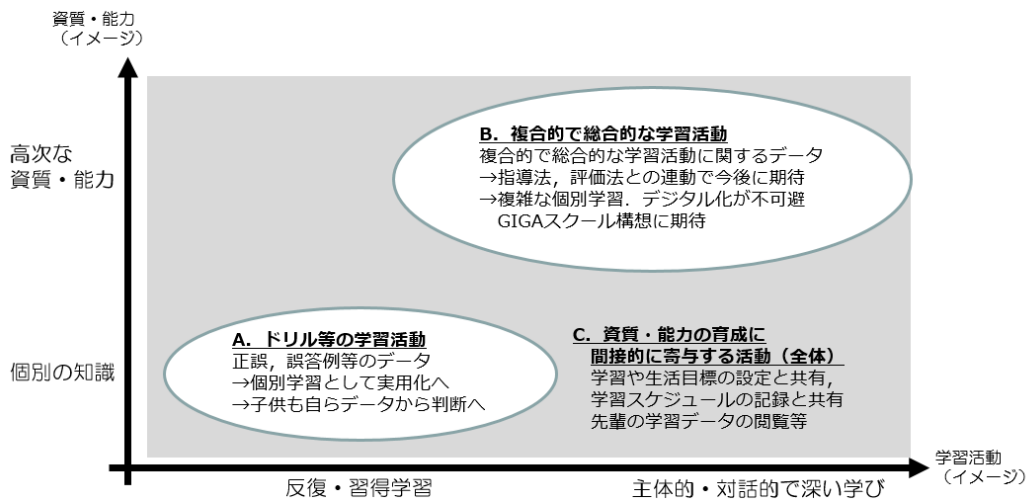 資質・能力
（イメージ）
高次な
資質・能力
B．複合的で総合的な学習活動
複合的で総合的な学習活動に関するデータ
→指導法，評価法との連動で今後に期待
→複雑な個別学習．デジタル化が不可避
GIGAスクール構想に期待
個別の知識
A．ドリル等の学習活動
正誤，誤答例等のデータ
→個別学習として実用化へ
→子供も自らデータから判断へ
C．資質・能力の育成に
間接的に寄与する活動（全体）
学習や生活目標の設定と共有，
学習スケジュールの記録と共有
先輩の学習データの閲覧等
反復・習得学習
主体的・対話的で深い学び
学習活動
（イメージ）